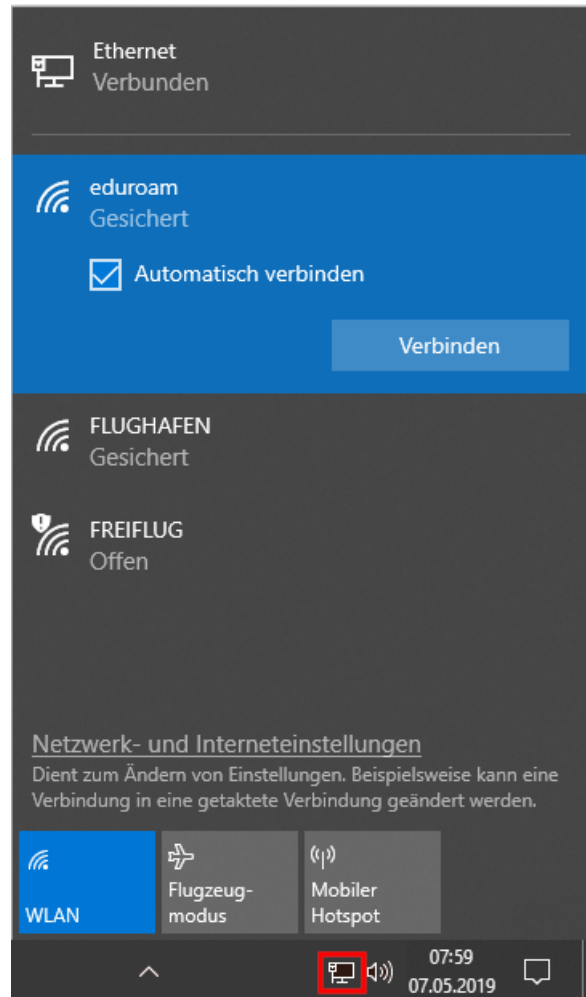 Ethernet
Verbunden
eduroam
Gesichert
Automatisch verbinden
Verbinden
FLUGHAFEN
Gesichert
FREIFLUG
Offen
Netzwerk- und Interneteinstellungen
Dient zum Ändern von Einstellungen. Beispielsweise kann eine
Verbindung in eine getaktete Verbindung geändert werden.
WLAN
Flugzeug-
modus
Mobiler
Hotspot
07:59
07.05.2019